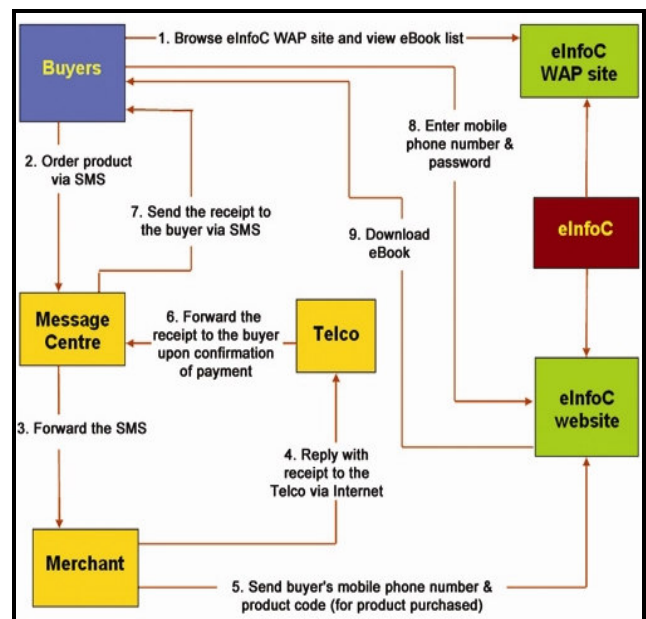 1. Browse eInfoC WAP site and view eBook list
Buyers
eInfoC
WAP site
8. Enter mobile
phone number &
password
2. Order product
via SMS
7. Send the receipt to
the buyer via SMS
9. Download
eBook
eInfoC
Message
Centre
6. Forward the
receipt to the buyer
upon confirmation
of payment
Telco
eInfoC
website
3. Forward the SMS
4. Reply with
receipt to the
Telco via Internet
Merchant
5. Send buyer's mobile phone number &
product code (for product purchased)